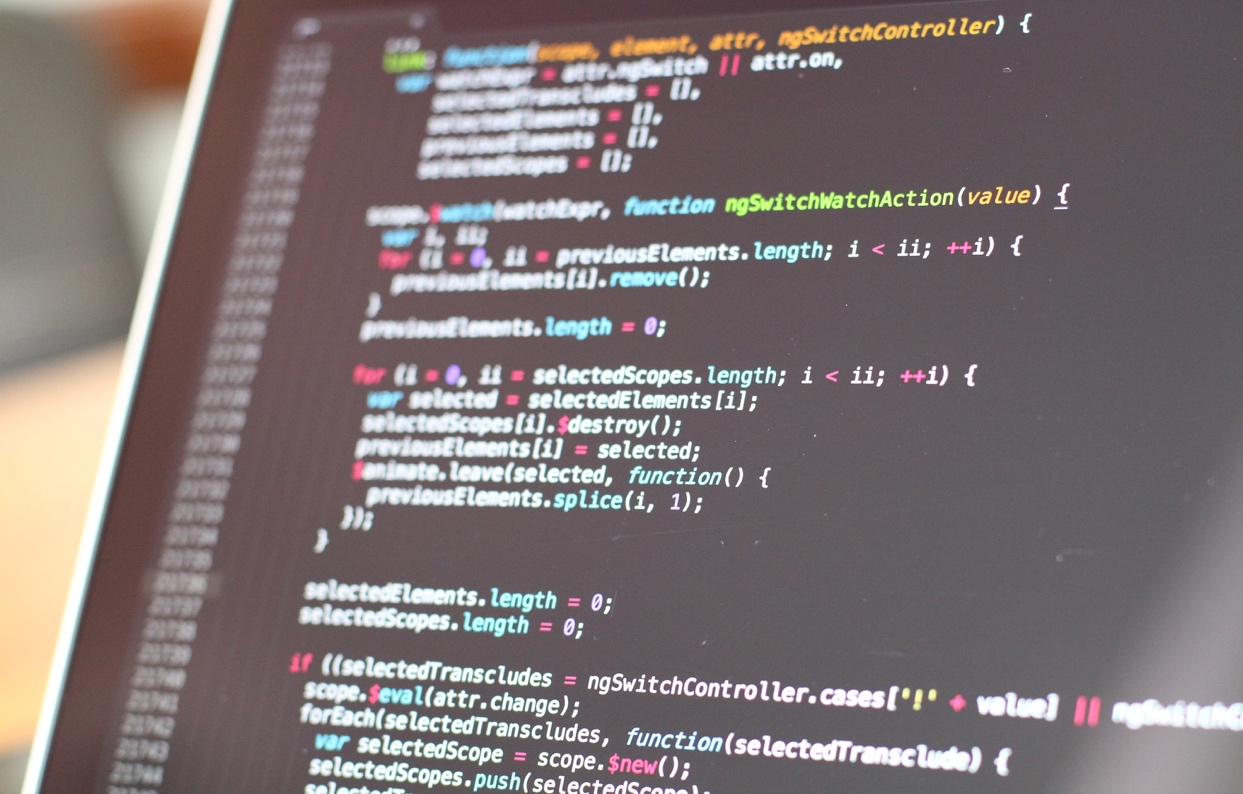 link: function(scope, element, attr, ngSwitchController) {
var watchExpr = attr.ngSwitch || attr.on,
selectedTranscludes = [],
selectedElements = [],
previousElements = [],
selectedScopes = [];
scope.$watch(watchExpr, function ngSwitchWatchAction(value) {
var i, ii;
for (i = 0, ii = previousElements.length; i < ii; ++i) {
previousElements[i].remove();
}
previousElements.length = 0;
for (i = 0, ii = selectedScopes.length; i < ii; ++i) {
var selected = selectedElements[i];
selectedScopes[i].$destroy();
previousElements[i] = selected;
$animate.leave(selected, function() {
previousElements.splice(i, 1);
});
}
selectedElements.length = 0;
selectedScopes.length = 0;
if ((selectedTranscludes = ngSwitchController.cases['!' + value] ||
scope.$eval(attr.change);
forEach(selectedTranscludes, function(selectedTransclude) {
var selectedScope = scope.$new();
selectedScopes.push(selectedScope);